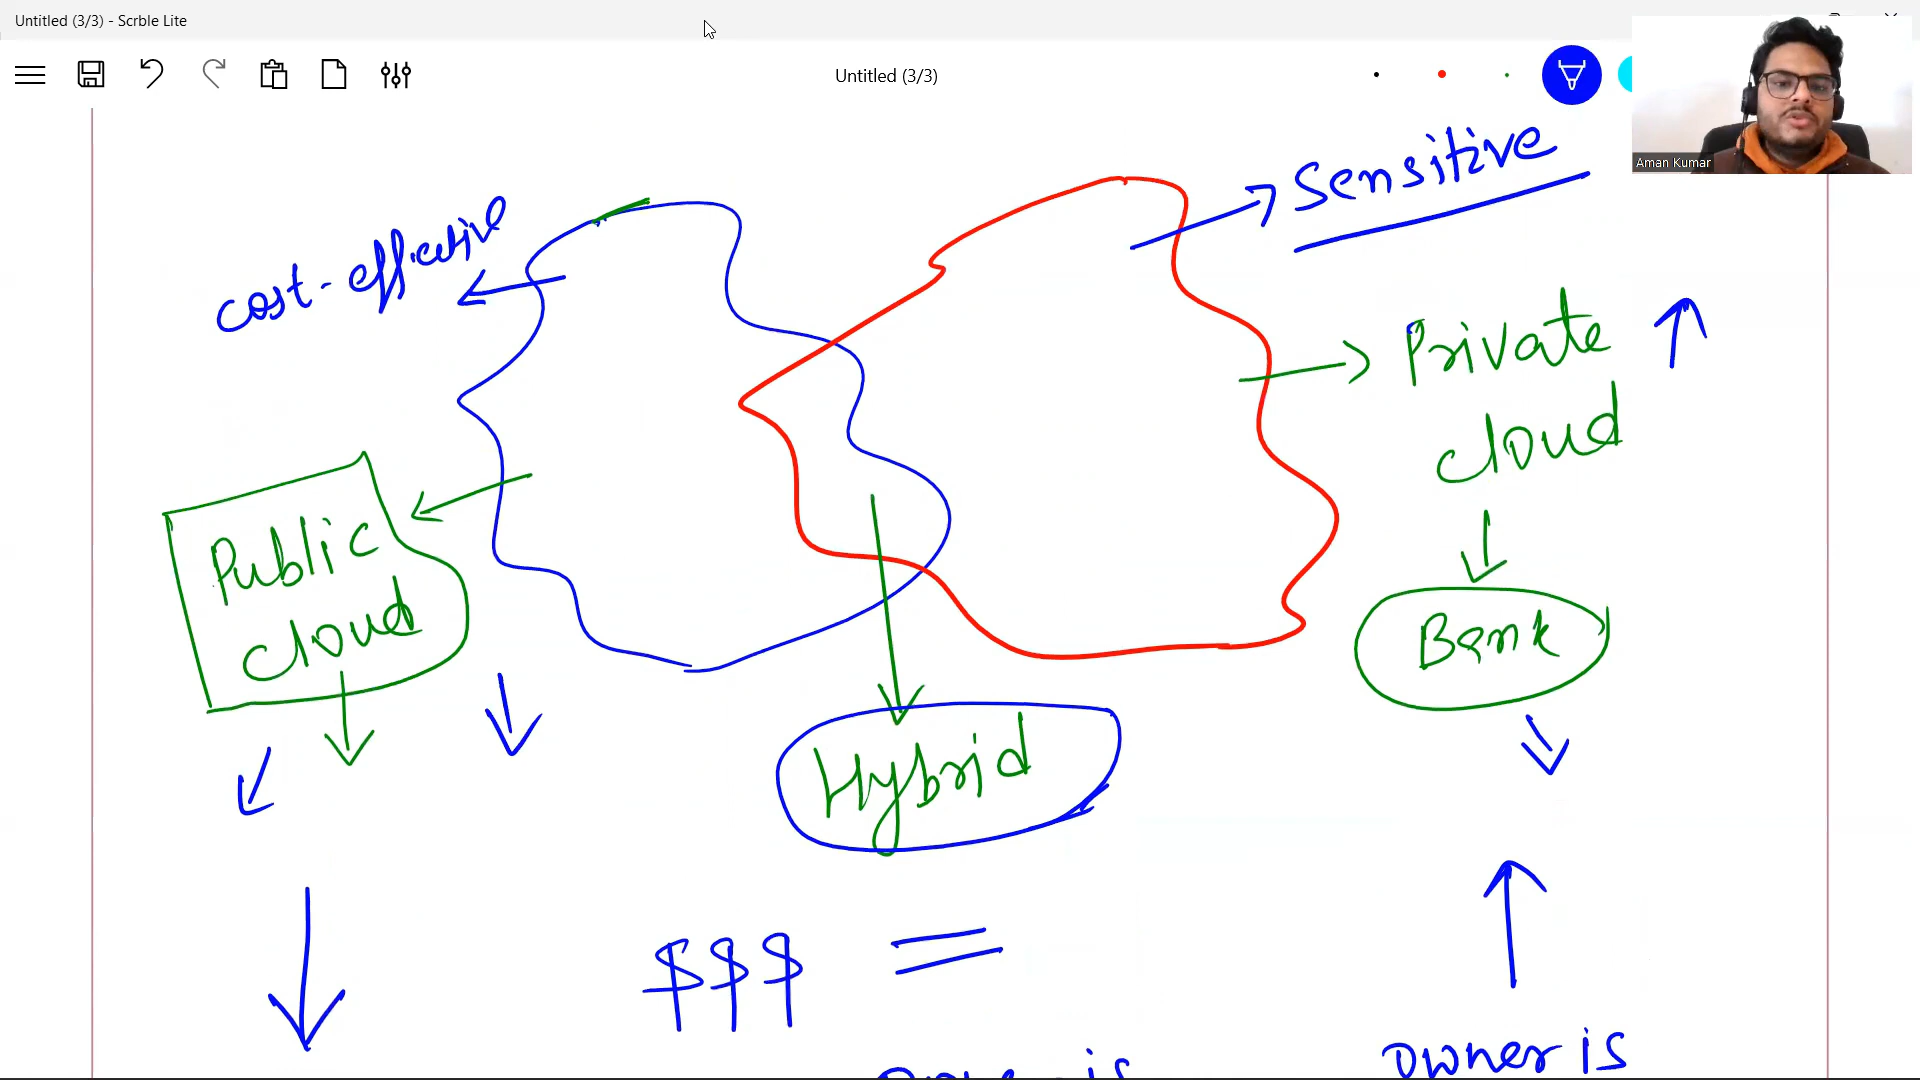 Untitled (3/3) - Scrble Lite
Untitled (3/3)
Aman Kumar
Sensitive
cost-effective
Private
cloud
Public
cloud
Bank
Hybrid
$$$ =
owner is